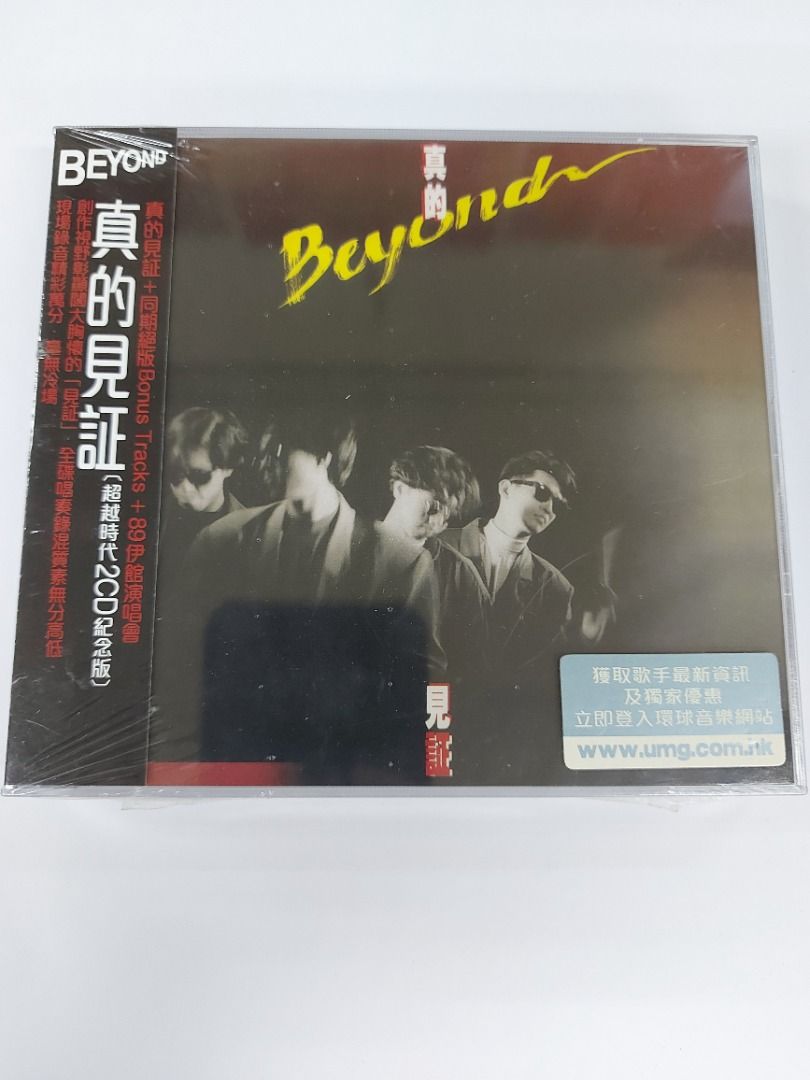 BEYOND
真的見証
〔超越時代2CD紀念版〕
真的見証+同期絕版Bonus Tracks+89伊館演唱會
創作視野彰顯闊大胸懷的「見証」 全碟唱奏錄混質素無分高低
現場錄音精彩萬分‧毫無冷場
真的
Beyond
見証
獲取歌手最新資訊
及獨家優惠
立即登入環球音樂網站
www.umg.com.hk